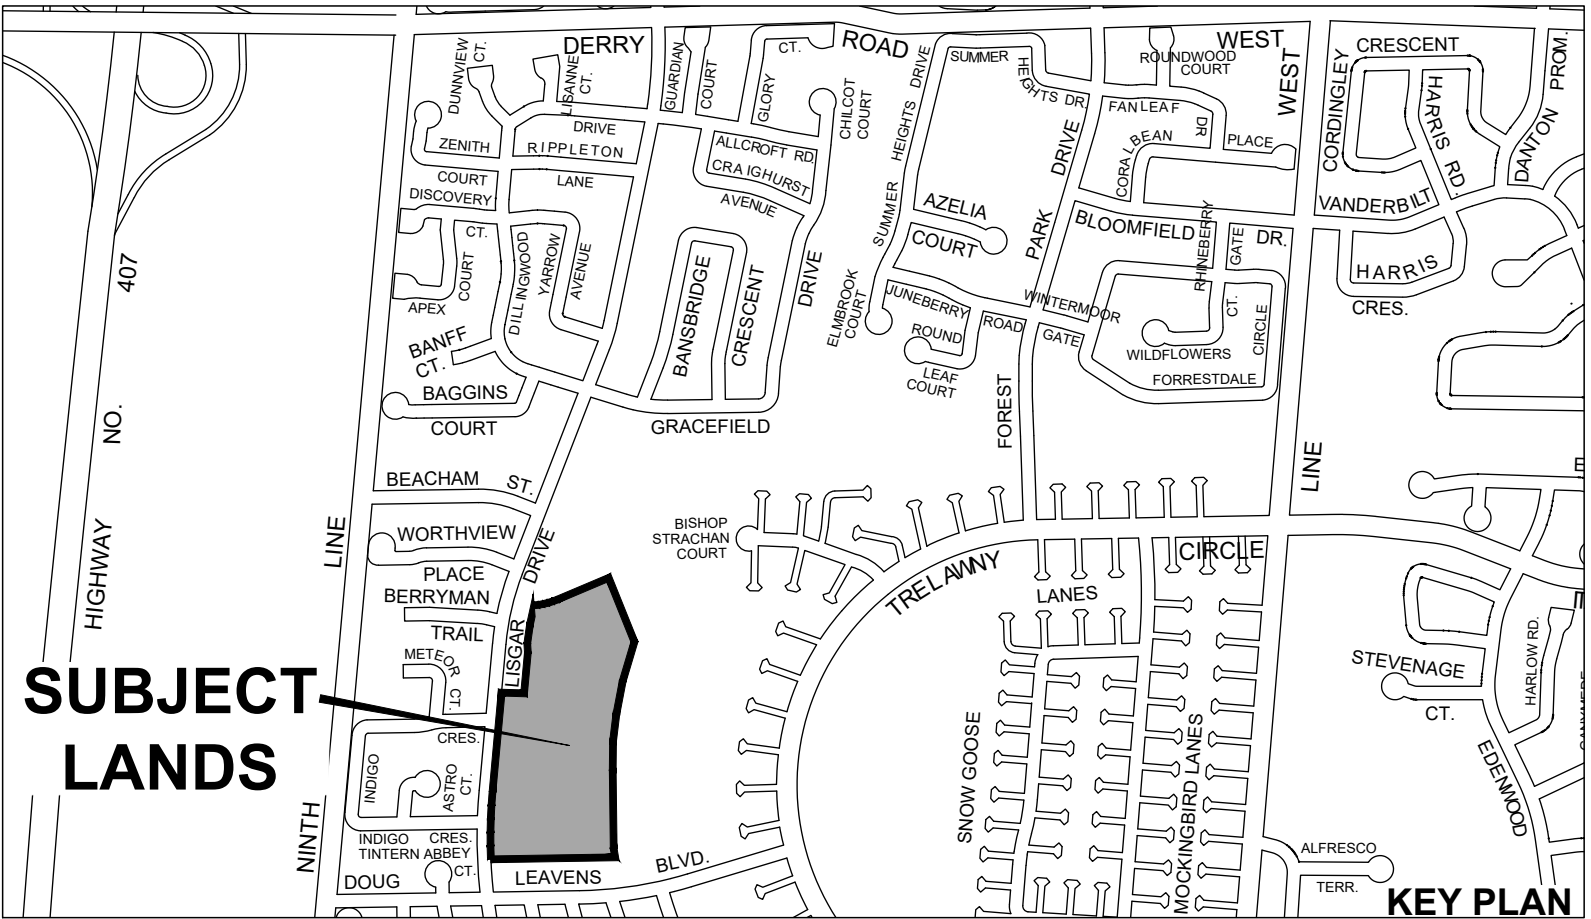 DERRY
ROAD
WEST
WEST
LINE
407
NO.
HIGHWAY
NINTH
LINE
DUNNVIEW
CT.
LISANNE
CT.
GUARDIAN
COURT
CT.
GLORY
CHILCOT
COURT
DRIVE
ZENITH
COURT
RIPPLETON
LANE
ALLCROFT RD.
CRAIGHURST
AVENUE
DISCOVERY
CT.
COURT
APEX
DILLINGWOOD
YARROW
AVENUE
BANFF
CT.
BAGGINS
COURT
BANSBRIDGE
CRESCENT
DRIVE
GRACEFIELD
SUMMER
HEIGHTS DR.
SUMMER HEIGHTS DRIVE
AZELIA
COURT
ELMBROOK
COURT
JUNEBERRY
ROAD
ROUND
LEAF
COURT
FOREST
PARK
DRIVE
ROUNDWOOD
COURT
FANLEAF
DR
CORALBEAN
PLACE
BLOOMFIELD
DR.
RHINEBERRY
GATE
WINTERMOOR
GATE
CT.
CIRCLE
WILDFLOWERS
FORRESTDALE
CRESCENT
CORDINGLEY
HARRIS RD.
DANTON PROM.
VANDERBILT
HARRIS
CRES.
BEACHAM
ST.
WORTHVIEW
PLACE
BERRYMAN
TRAIL
LISGAR
DRIVE
METEOR
CT.
CRES.
INDIGO
ASTRO
CT.
INDIGO CRES.
TINTERN ABBEY
CT.
DOUG
LEAVENS
BLVD.
BISHOP
STRACHAN
COURT
TRELAWNY
CIRCLE
LANES
SNOW GOOSE
MOCKINGBIRD LANES
STEVENAGE
CT.
HARLOW RD.
EDENWOOD
ALFRESCO
TERR.
SUBJECT
LANDS
KEY PLAN